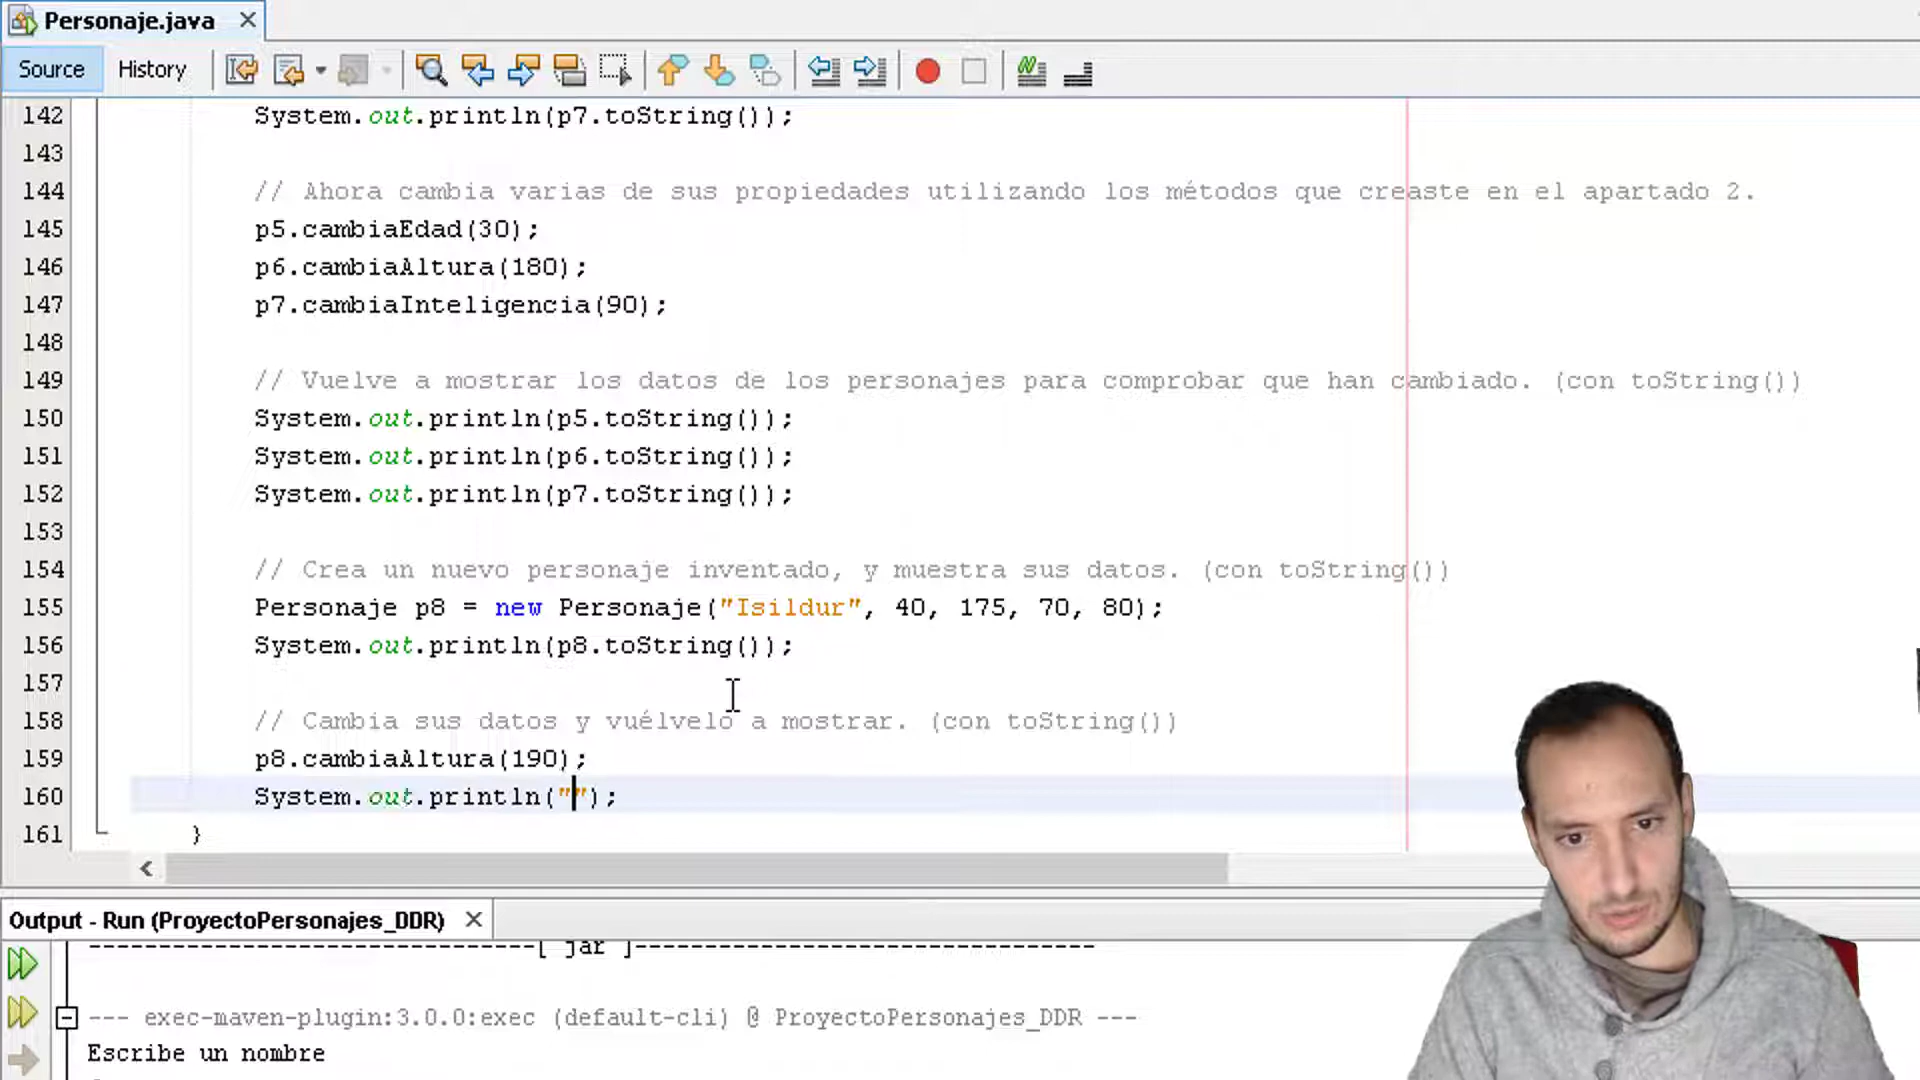 Personaje.java
Source History
142 System.out.println(p7.toString());
143
144 // Ahora cambia varias de sus propiedades utilizando los métodos que creaste en el apartado 2.
145 p5.cambiaEdad(30);
146 p6.cambiaAltura(180);
147 p7.cambiaInteligencia(90);
148
149 // Vuelve a mostrar los datos de los personajes para comprobar que han cambiado. (con toString())
150 System.out.println(p5.toString());
151 System.out.println(p6.toString());
152 System.out.println(p7.toString());
153
154 // Crea un nuevo personaje inventado, y muestra sus datos. (con toString())
155 Personaje p8 = new Personaje("Isildur", 40, 175, 70, 80);
156 System.out.println(p8.toString());
157
158 // Cambia sus datos y vuélvelo a mostrar. (con toString())
159 p8.cambiaAltura(190);
160 System.out.println("");
161 }
Output - Run (ProyectoPersonajes_DDR)
--------------------------------[ jar ]---------------------------------
--- exec-maven-plugin:3.0.0:exec (default-cli) @ ProyectoPersonajes_DDR ---
Escribe un nombre